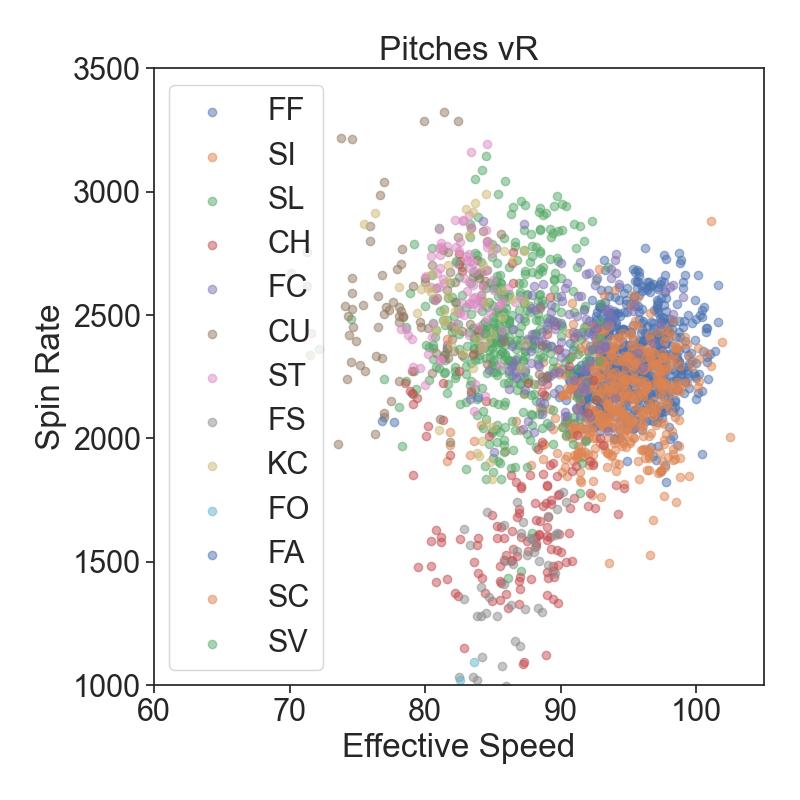 Pitches vR
3500
3000
2500
2000
1500
1000
Spin Rate
FF
SI
SL
CH
FC
CU
ST
FS
KC
FO
FA
SC
SV
60 70 80 90 100
Effective Speed